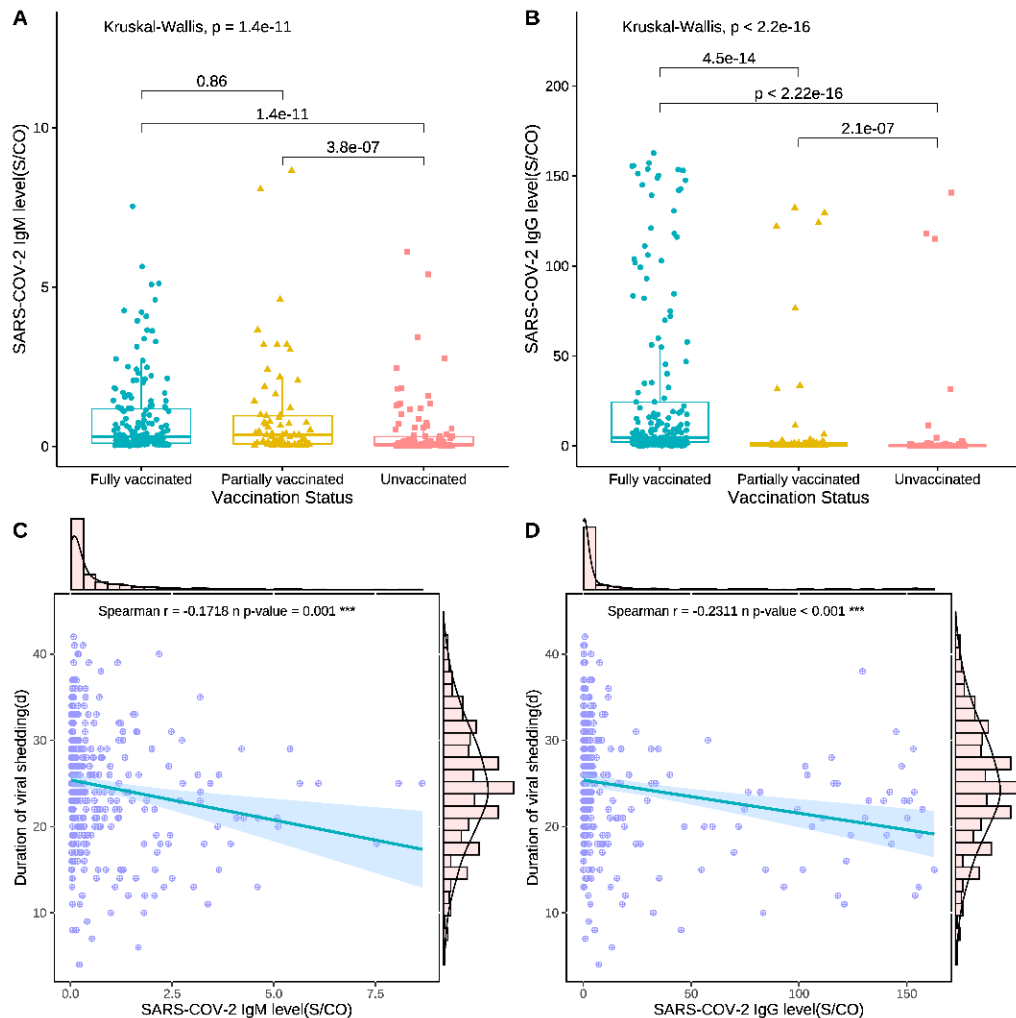 A
Kruskal-Wallis, p = 1.4e-11
0.86
1.4e-11
3.8e-07
SARS-COV-2 IgM level(S/CO)
10
5
0
Fully vaccinated Partially vaccinated Unvaccinated
Vaccination Status
B
Kruskal-Wallis, p < 2.2e-16
4.5e-14
p < 2.22e-16
2.1e-07
SARS-COV-2 IgG level(S/CO)
200
150
100
50
0
Fully vaccinated Partially vaccinated Unvaccinated
Vaccination Status
C
Spearman r = -0.1718 n p-value = 0.001 ***
Duration of viral shedding(d)
40
30
20
10
0.0 2.5 5.0 7.5
SARS-COV-2 IgM level(S/CO)
D
Spearman r = -0.2311 n p-value < 0.001 ***
Duration of viral shedding(d)
40
30
20
10
0 50 100 150
SARS-COV-2 IgG level(S/CO)